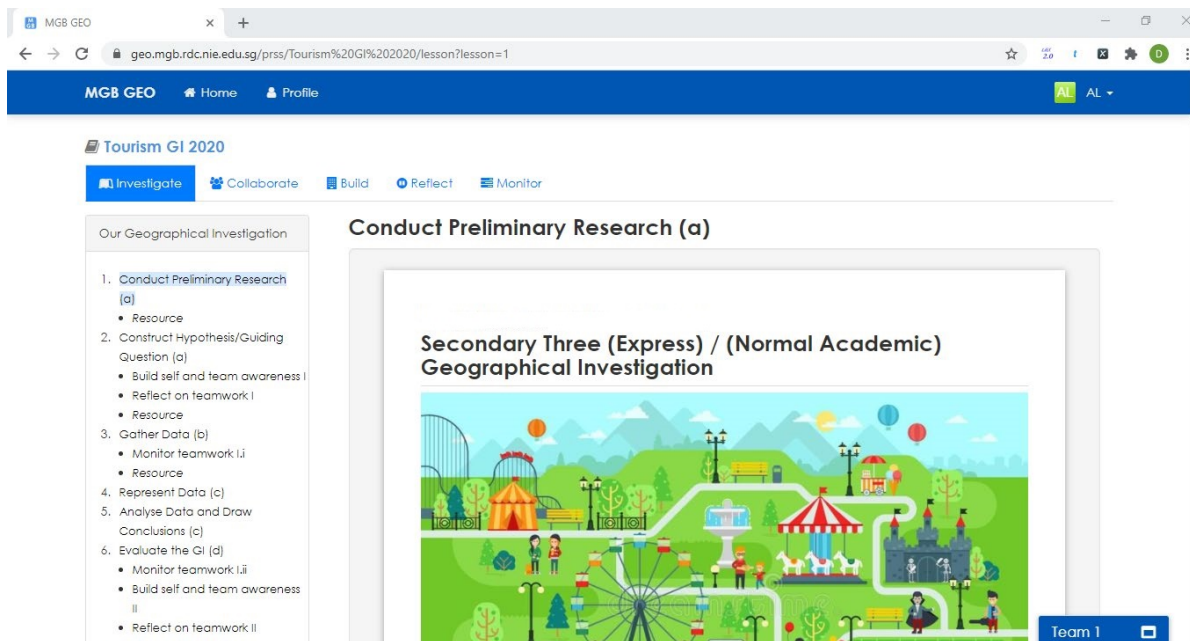 MGB GEO
geo.mgb.rdc.nie.edu.sg/prss/Tourism%20GI%202020/lesson?lesson=1
MGB GEO Home Profile AL AL
Tourism GI 2020
Investigate Collaborate Build Reflect Monitor
Our Geographical Investigation
1. Conduct Preliminary Research
(a)
• Resource
2. Construct Hypothesis/Guiding
Question (a)
• Build self and team awareness I
• Reflect on teamwork I
• Resource
3. Gather Data (b)
• Monitor teamwork I.i
• Resource
4. Represent Data (c)
5. Analyse Data and Draw
Conclusions (c)
6. Evaluate the GI (d)
• Monitor teamwork I.ii
• Build self and team awareness
II
• Reflect on teamwork II
Conduct Preliminary Research (a)
Secondary Three (Express) / (Normal Academic)
Geographical Investigation
Team 1